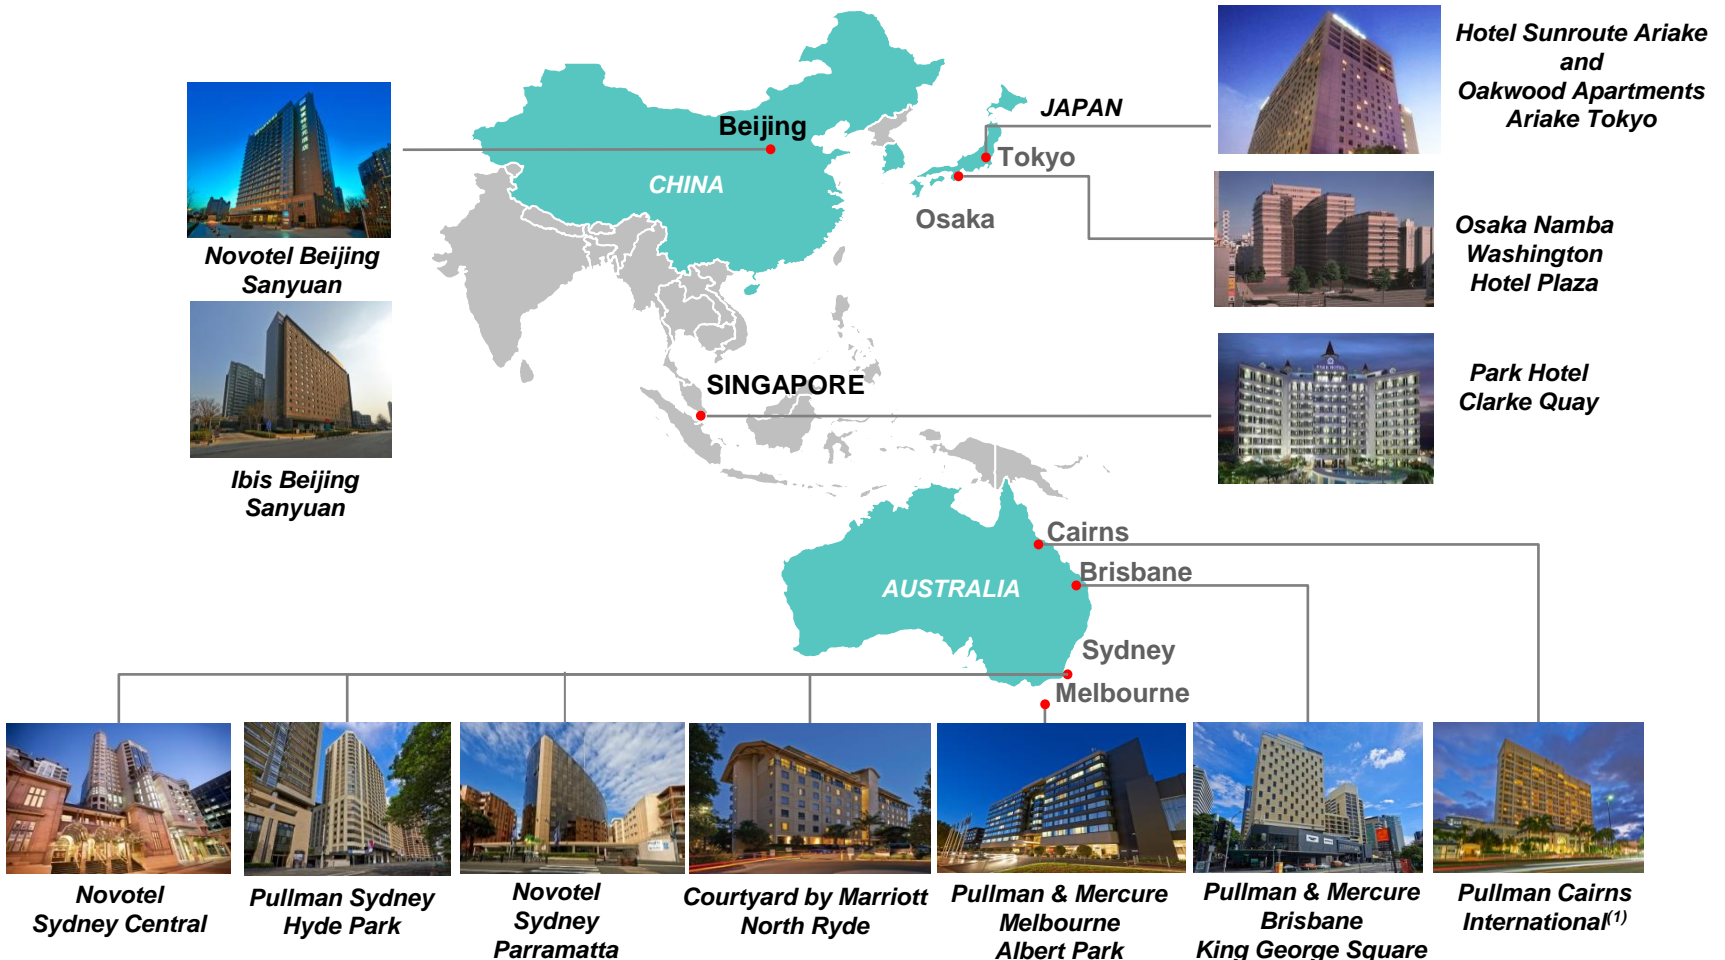 Hotel Sunroute Ariake
and
Oakwood Apartments
Ariake Tokyo
JAPAN
Beijing
Tokyo
CHINA
Osaka
Osaka Namba
Washington
Hotel Plaza
Novotel Beijing
Sanyuan
SINGAPORE
Park Hotel
Clarke Quay
PARK HOTEL
Ibis Beijing
Sanyuan
Cairns
Brisbane
AUSTRALIA
Sydney
Melbourne
Novotel
Sydney Central
Pullman Sydney
Hyde Park
Novotel
Sydney
Parramatta
Courtyard by Marriott
North Ryde
Pullman & Mercure
Melbourne
Albert Park
Pullman & Mercure
Brisbane
King George Square
Pullman Cairns
International(1)